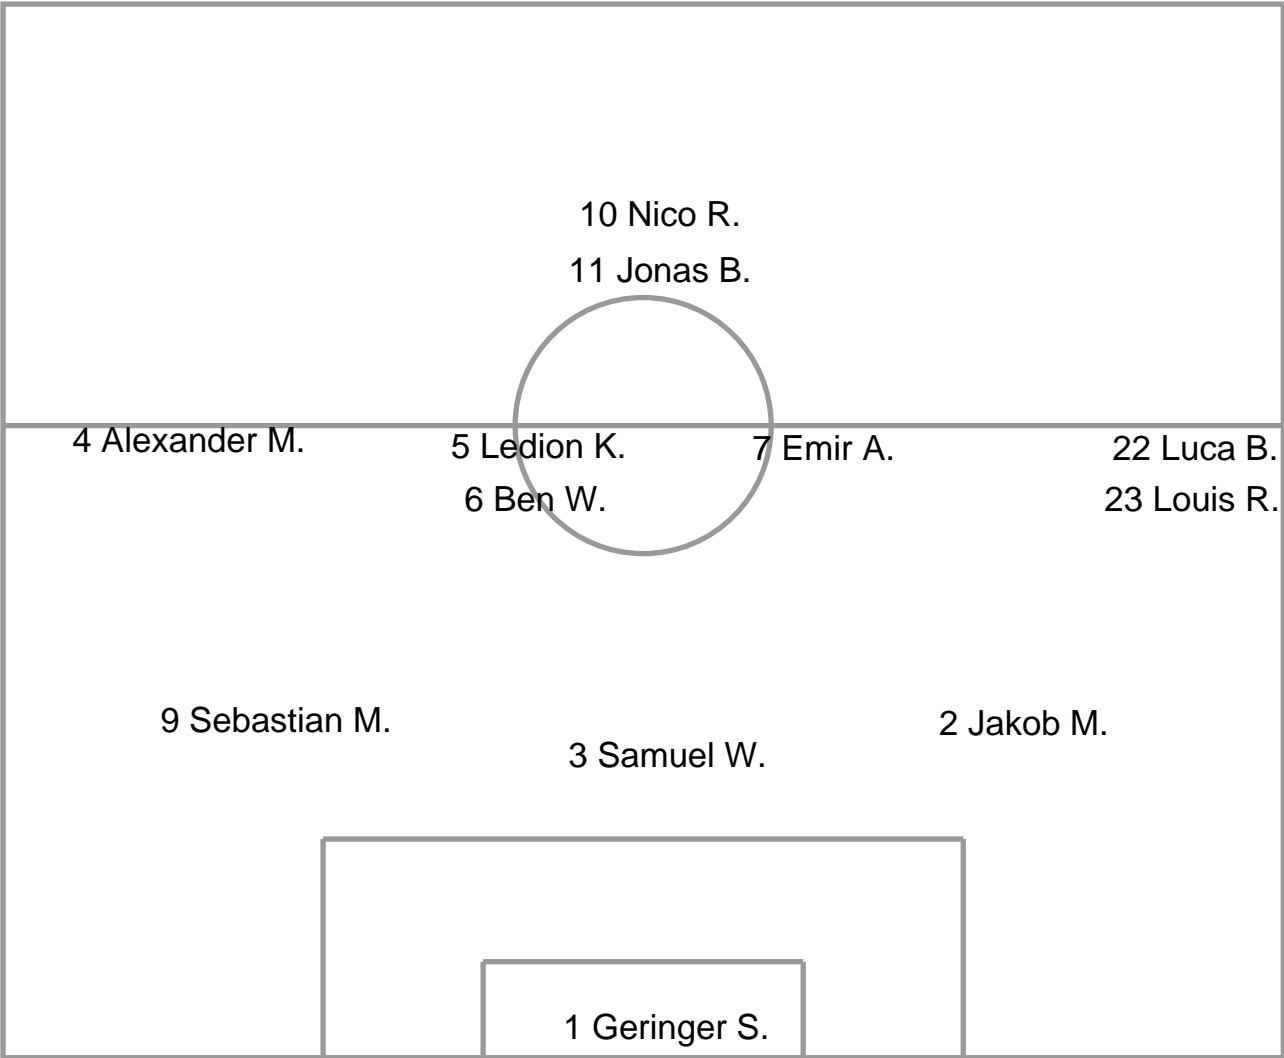 10 Nico R.
11 Jonas B.
4 Alexander M.
5 Ledion K.
7 Emir A.
22 Luca B.
6 Ben W.
23 Louis R.
9 Sebastian M.
2 Jakob M.
3 Samuel W.
1 Geringer S.